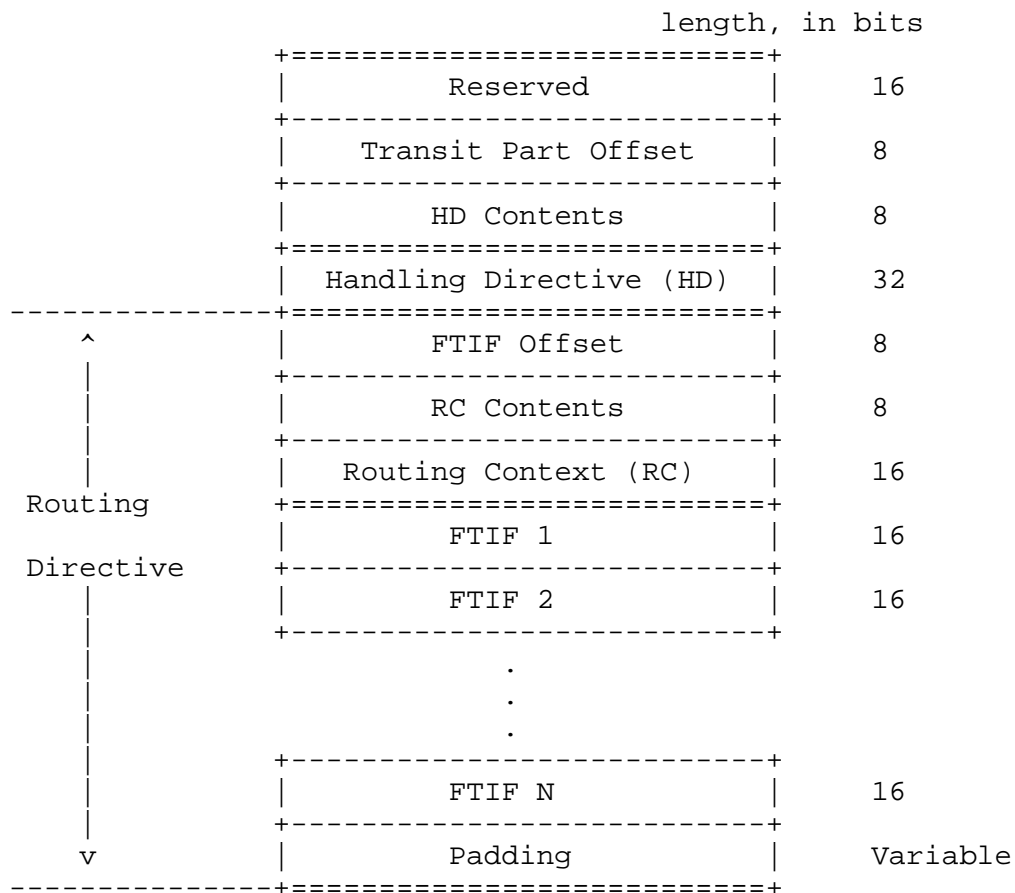 length, in bits
+===========================+
|          Reserved         |     16
+---------------------------+
|    Transit Part Offset    |     8
+---------------------------+
|        HD Contents        |     8
+===========================+
|  Handling Directive (HD)  |     32
---------------+===========================+
^          |        FTIF Offset        |     8
|          +---------------------------+
|          |        RC Contents        |     8
|          +---------------------------+
|          |   Routing Context (RC)    |     16
Routing        +===========================+
|          FTIF 1           |     16
Directive      +---------------------------+
|          |          FTIF 2           |     16
|          +---------------------------+
|                       .
|                       .
|                       .
|          +---------------------------+
|          |          FTIF N           |     16
|          +---------------------------+
v          |          Padding          |     Variable
---------------+===========================+